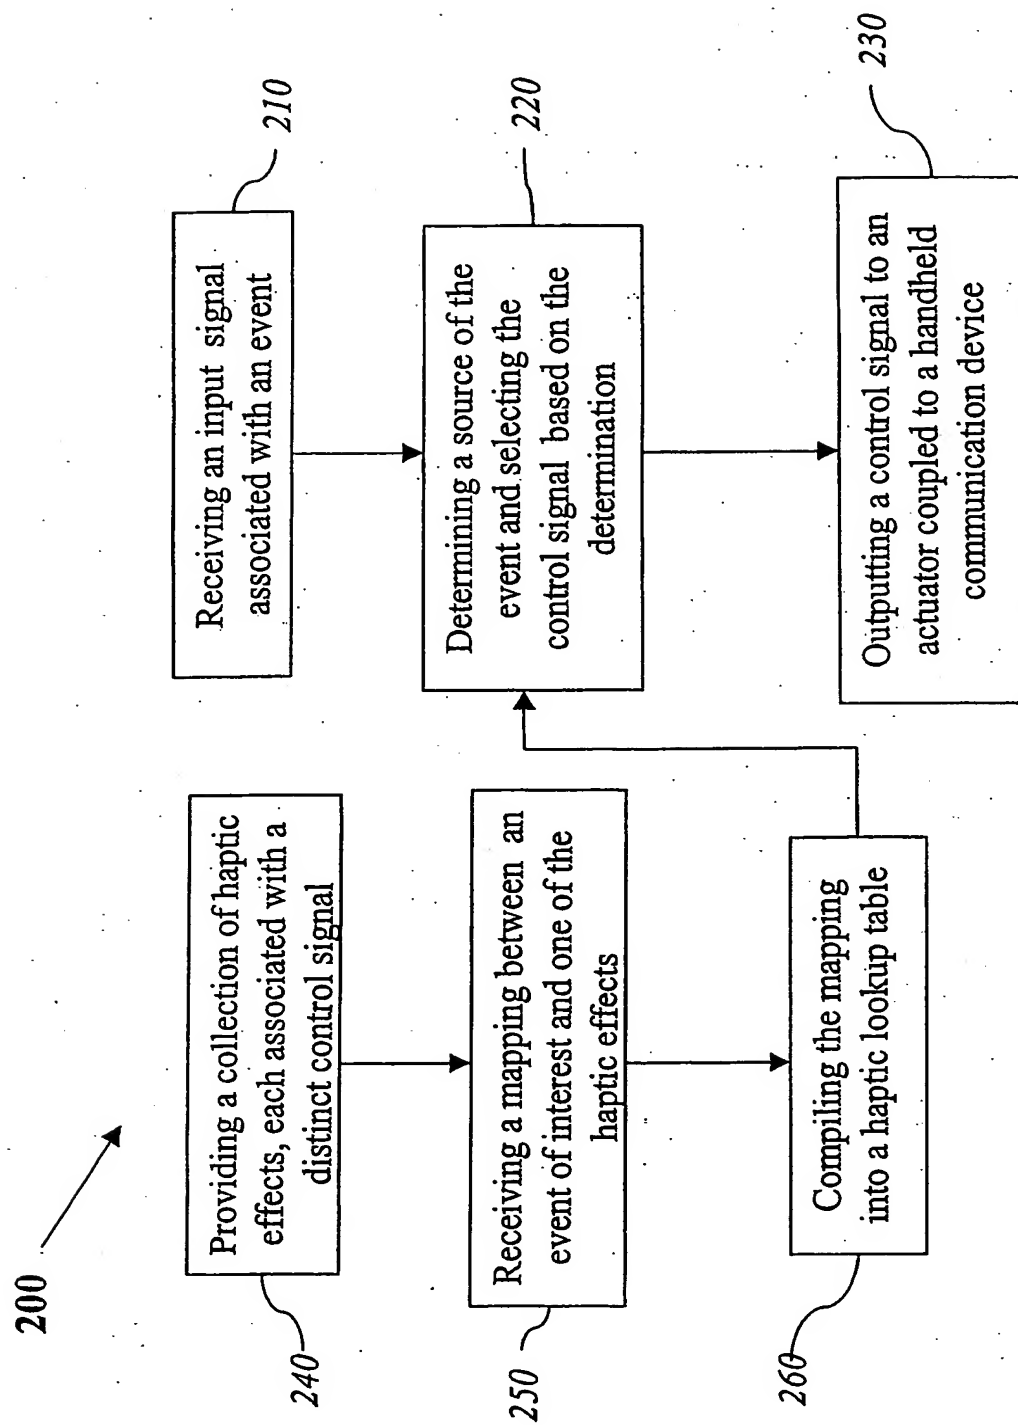 200
Receiving an input signal
associated with an event
210
Determining a source of the
event and selecting the
control signal based on the
determination
220
Outputting a control signal to an
actuator coupled to a handheld
communication device
230
Providing a collection of haptic
effects, each associated with a
distinct control signal
240
Receiving a mapping between an
event of interest and one of the
haptic effects
250
Compiling the mapping
into a haptic lookup table
260